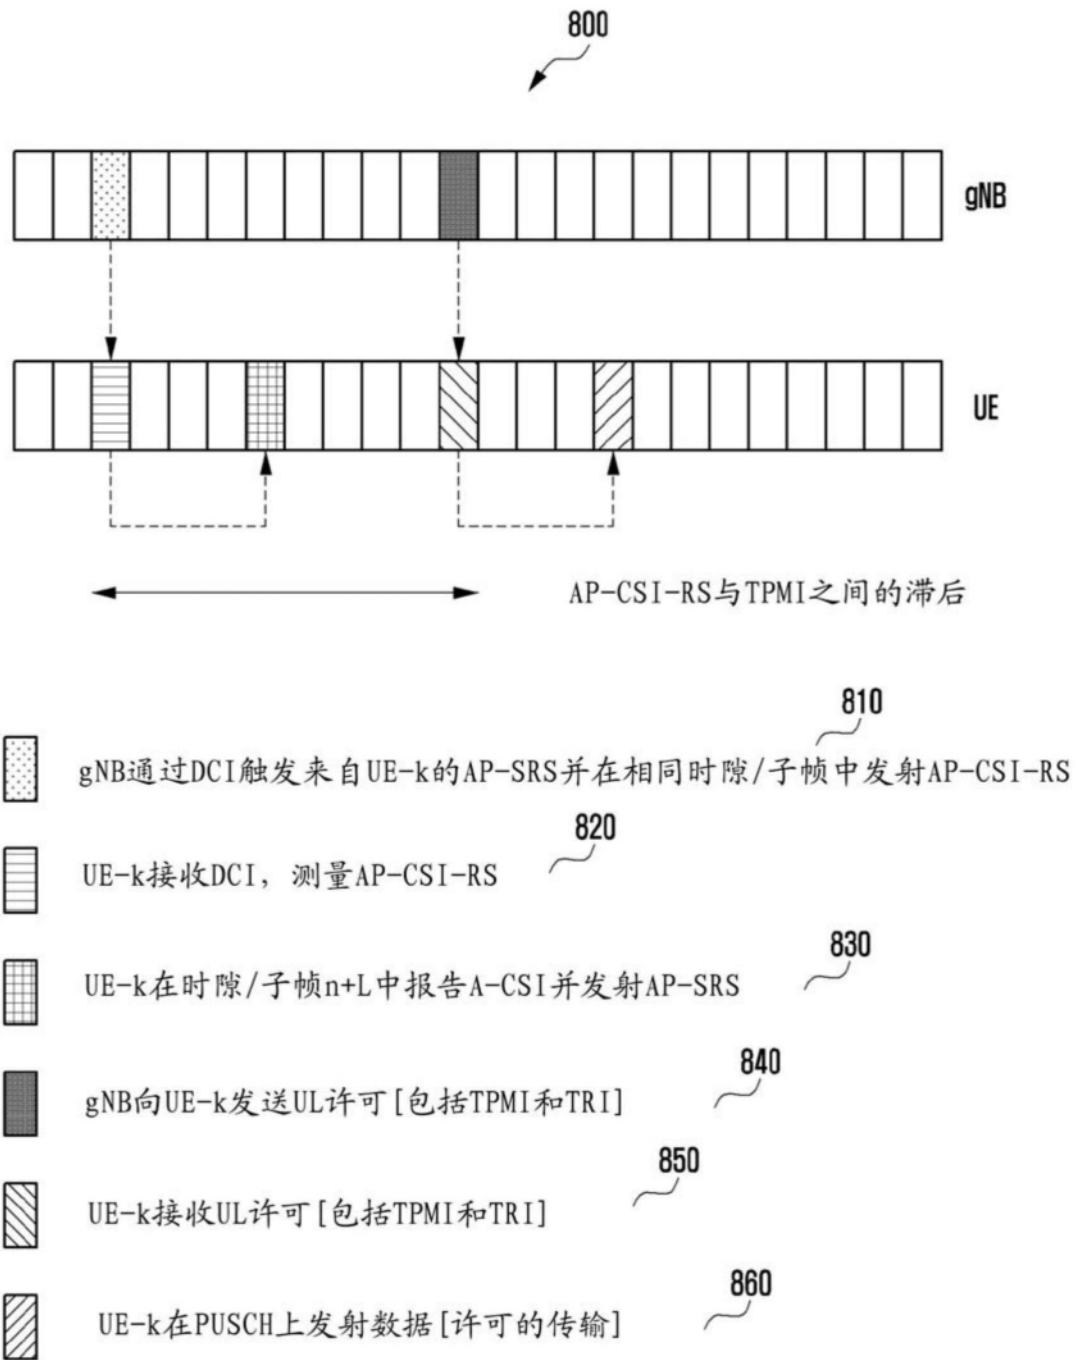 800
gNB
UE
AP-CSI-RS与TPMI之间的滞后
810
gNB通过DCI触发来自UE-k的AP-SRS并在相同时隙/子帧中发射AP-CSI-RS
820
UE-k接收DCI, 测量AP-CSI-RS
830
UE-k在时隙/子帧n+L中报告A-CSI并发射AP-SRS
840
gNB向UE-k发送UL许可[包括TPMI和TRI]
850
UE-k接收UL许可[包括TPMI和TRI]
860
UE-k在PUSCH上发射数据[许可的传输]